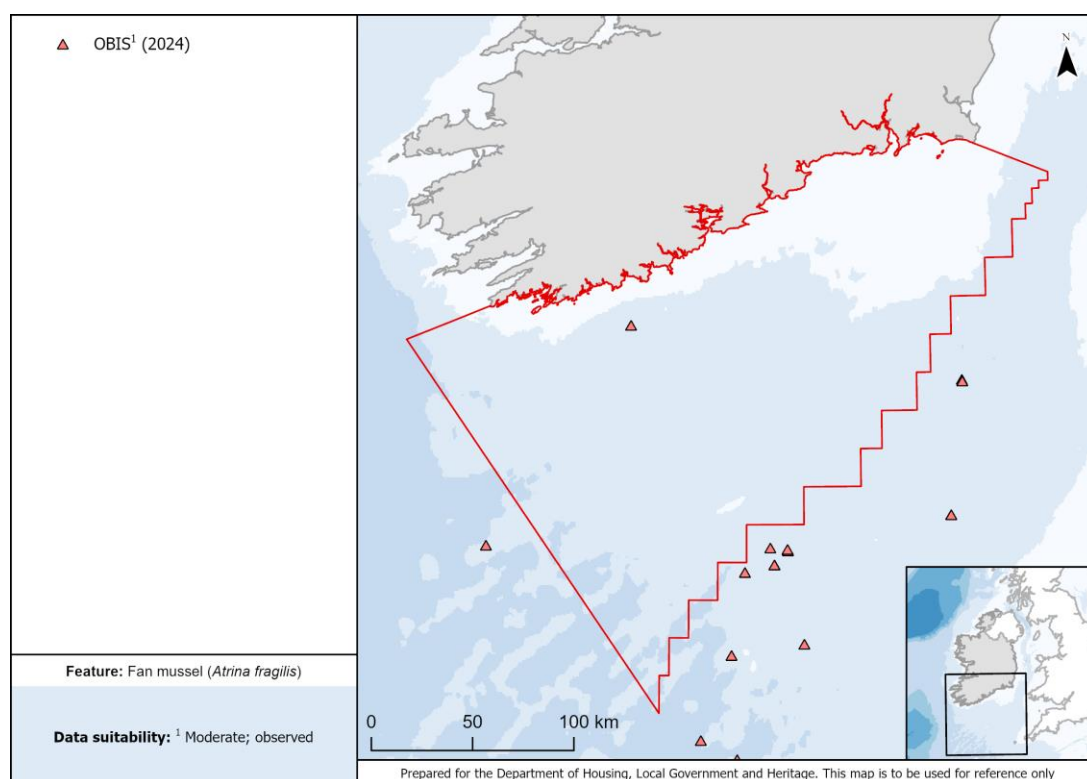 OBIS¹ (2024)
N
Feature: Fan mussel (Atrina fragilis)
Data suitability: ¹ Moderate; observed
0 50 100 km
Prepared for the Department of Housing, Local Government and Heritage. This map is to be used for reference only